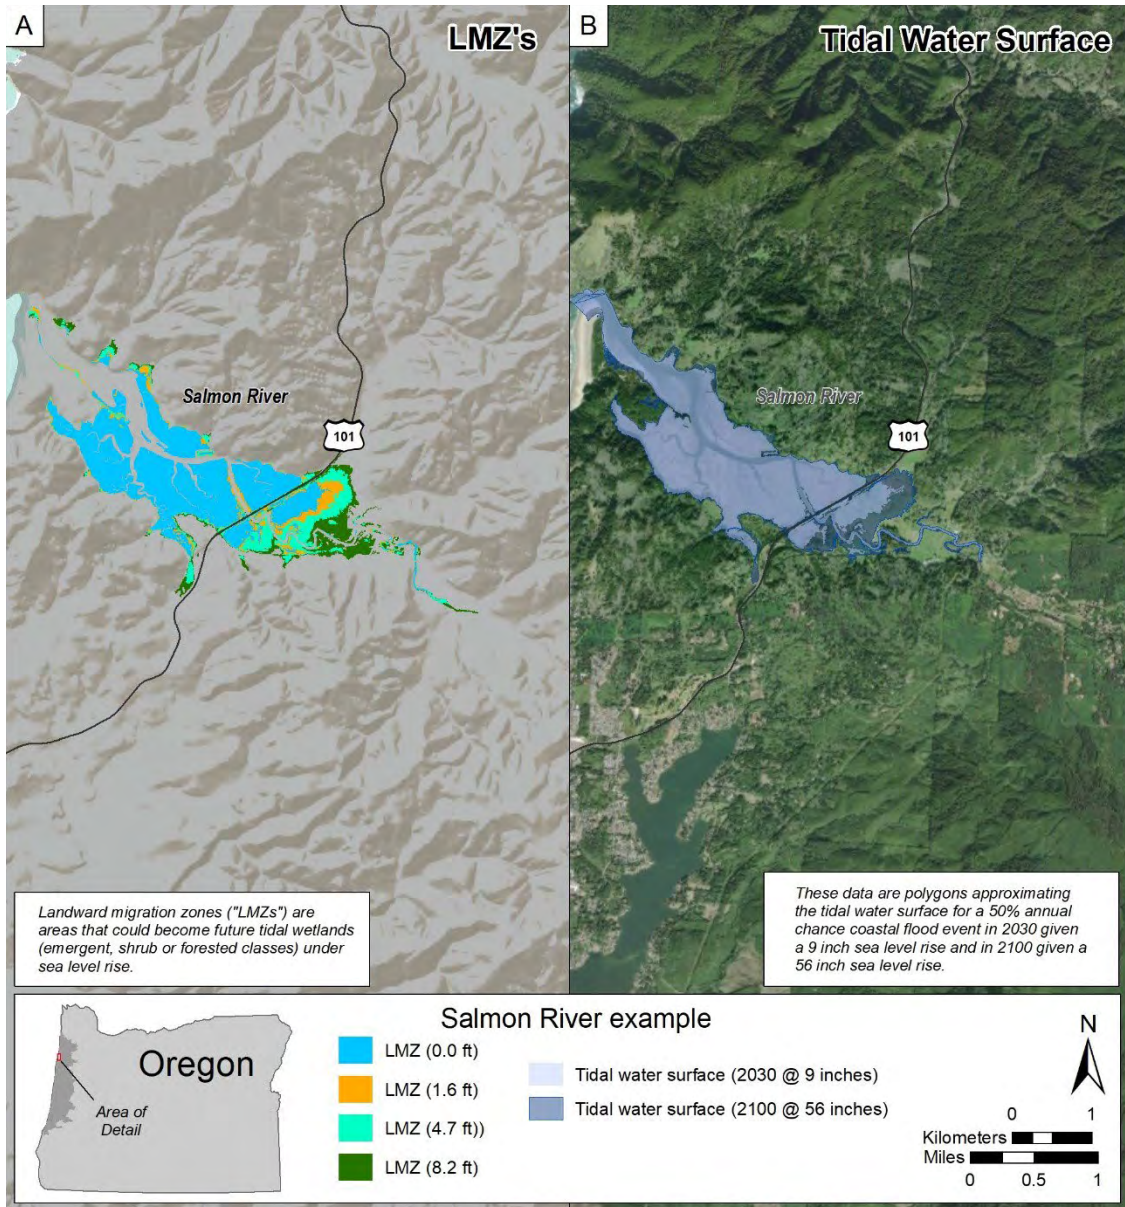 A
LMZ's
Salmon River
101
Landward migration zones ("LMZs") are
areas that could become future tidal wetlands
(emergent, shrub or forested classes) under
sea level rise.
B
Tidal Water Surface
Salmon River
101
These data are polygons approximating
the tidal water surface for a 50% annual
chance coastal flood event in 2030 given
a 9 inch sea level rise and in 2100 given a
56 inch sea level rise.
Oregon
Area of
Detail
Salmon River example
LMZ (0.0 ft)
LMZ (1.6 ft)
LMZ (4.7 ft))
LMZ (8.2 ft)
Tidal water surface (2030 @ 9 inches)
Tidal water surface (2100 @ 56 inches)
N
0 1
Kilometers
Miles
0 0.5 1